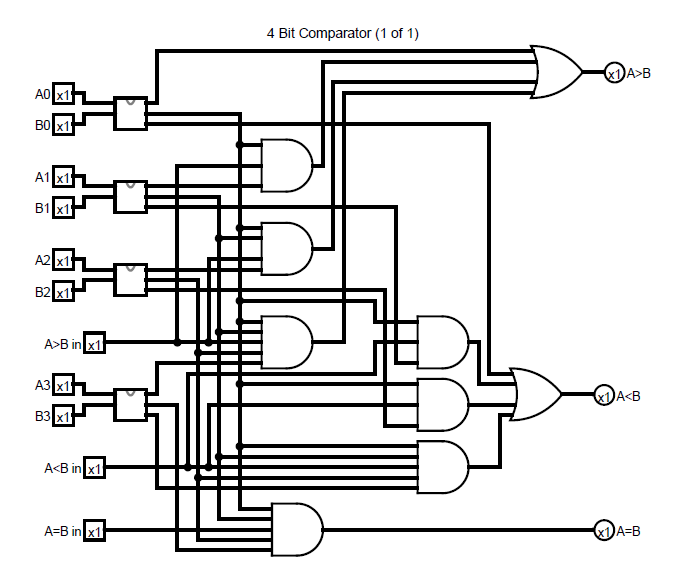 4 Bit Comparator (1 of 1)
x1 A>B
A0 x1
B0 x1
A1 x1
B1 x1
A2 x1
B2 x1
A>B in x1
A3 x1
B3 x1
x1 A<B
A<B in x1
A=B in x1
x1 A=B